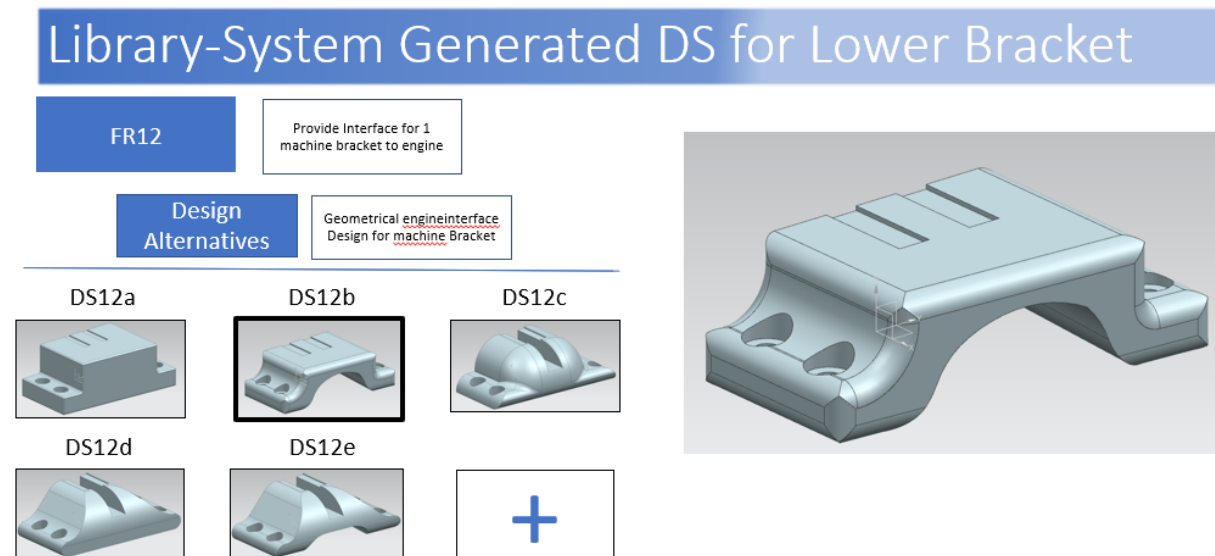 Library-System Generated DS for Lower Bracket
FR12
Provide Interface for 1
machine bracket to engine
Design
Alternatives
Geometrical engineinterface
Design for machine Bracket
DS12a
DS12b
DS12c
DS12d
DS12e